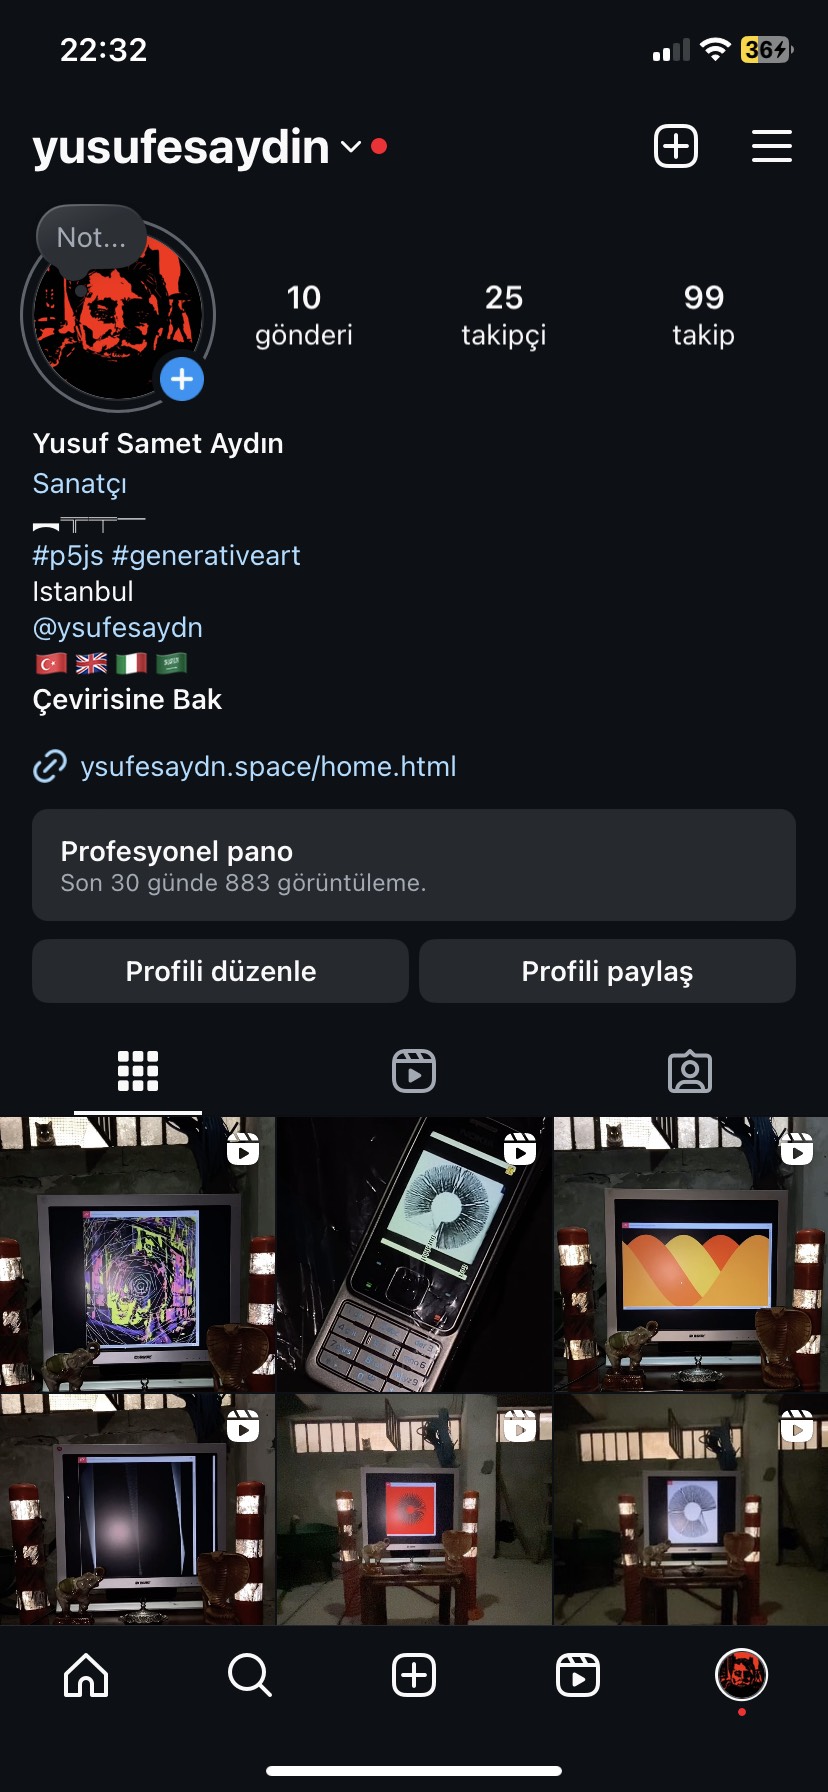 22:32
36
yusufesaydin
Not...
10
gönderi
25
takipçi
99
takip
Yusuf Samet Aydın
Sanatçı
#p5js #generativeart
Istanbul
@ysufesaydn
Çevirisine Bak
ysufesaydn.space/home.html
Profesyonel pano
Son 30 günde 883 görüntüleme.
Profili düzenle
Profili paylaş